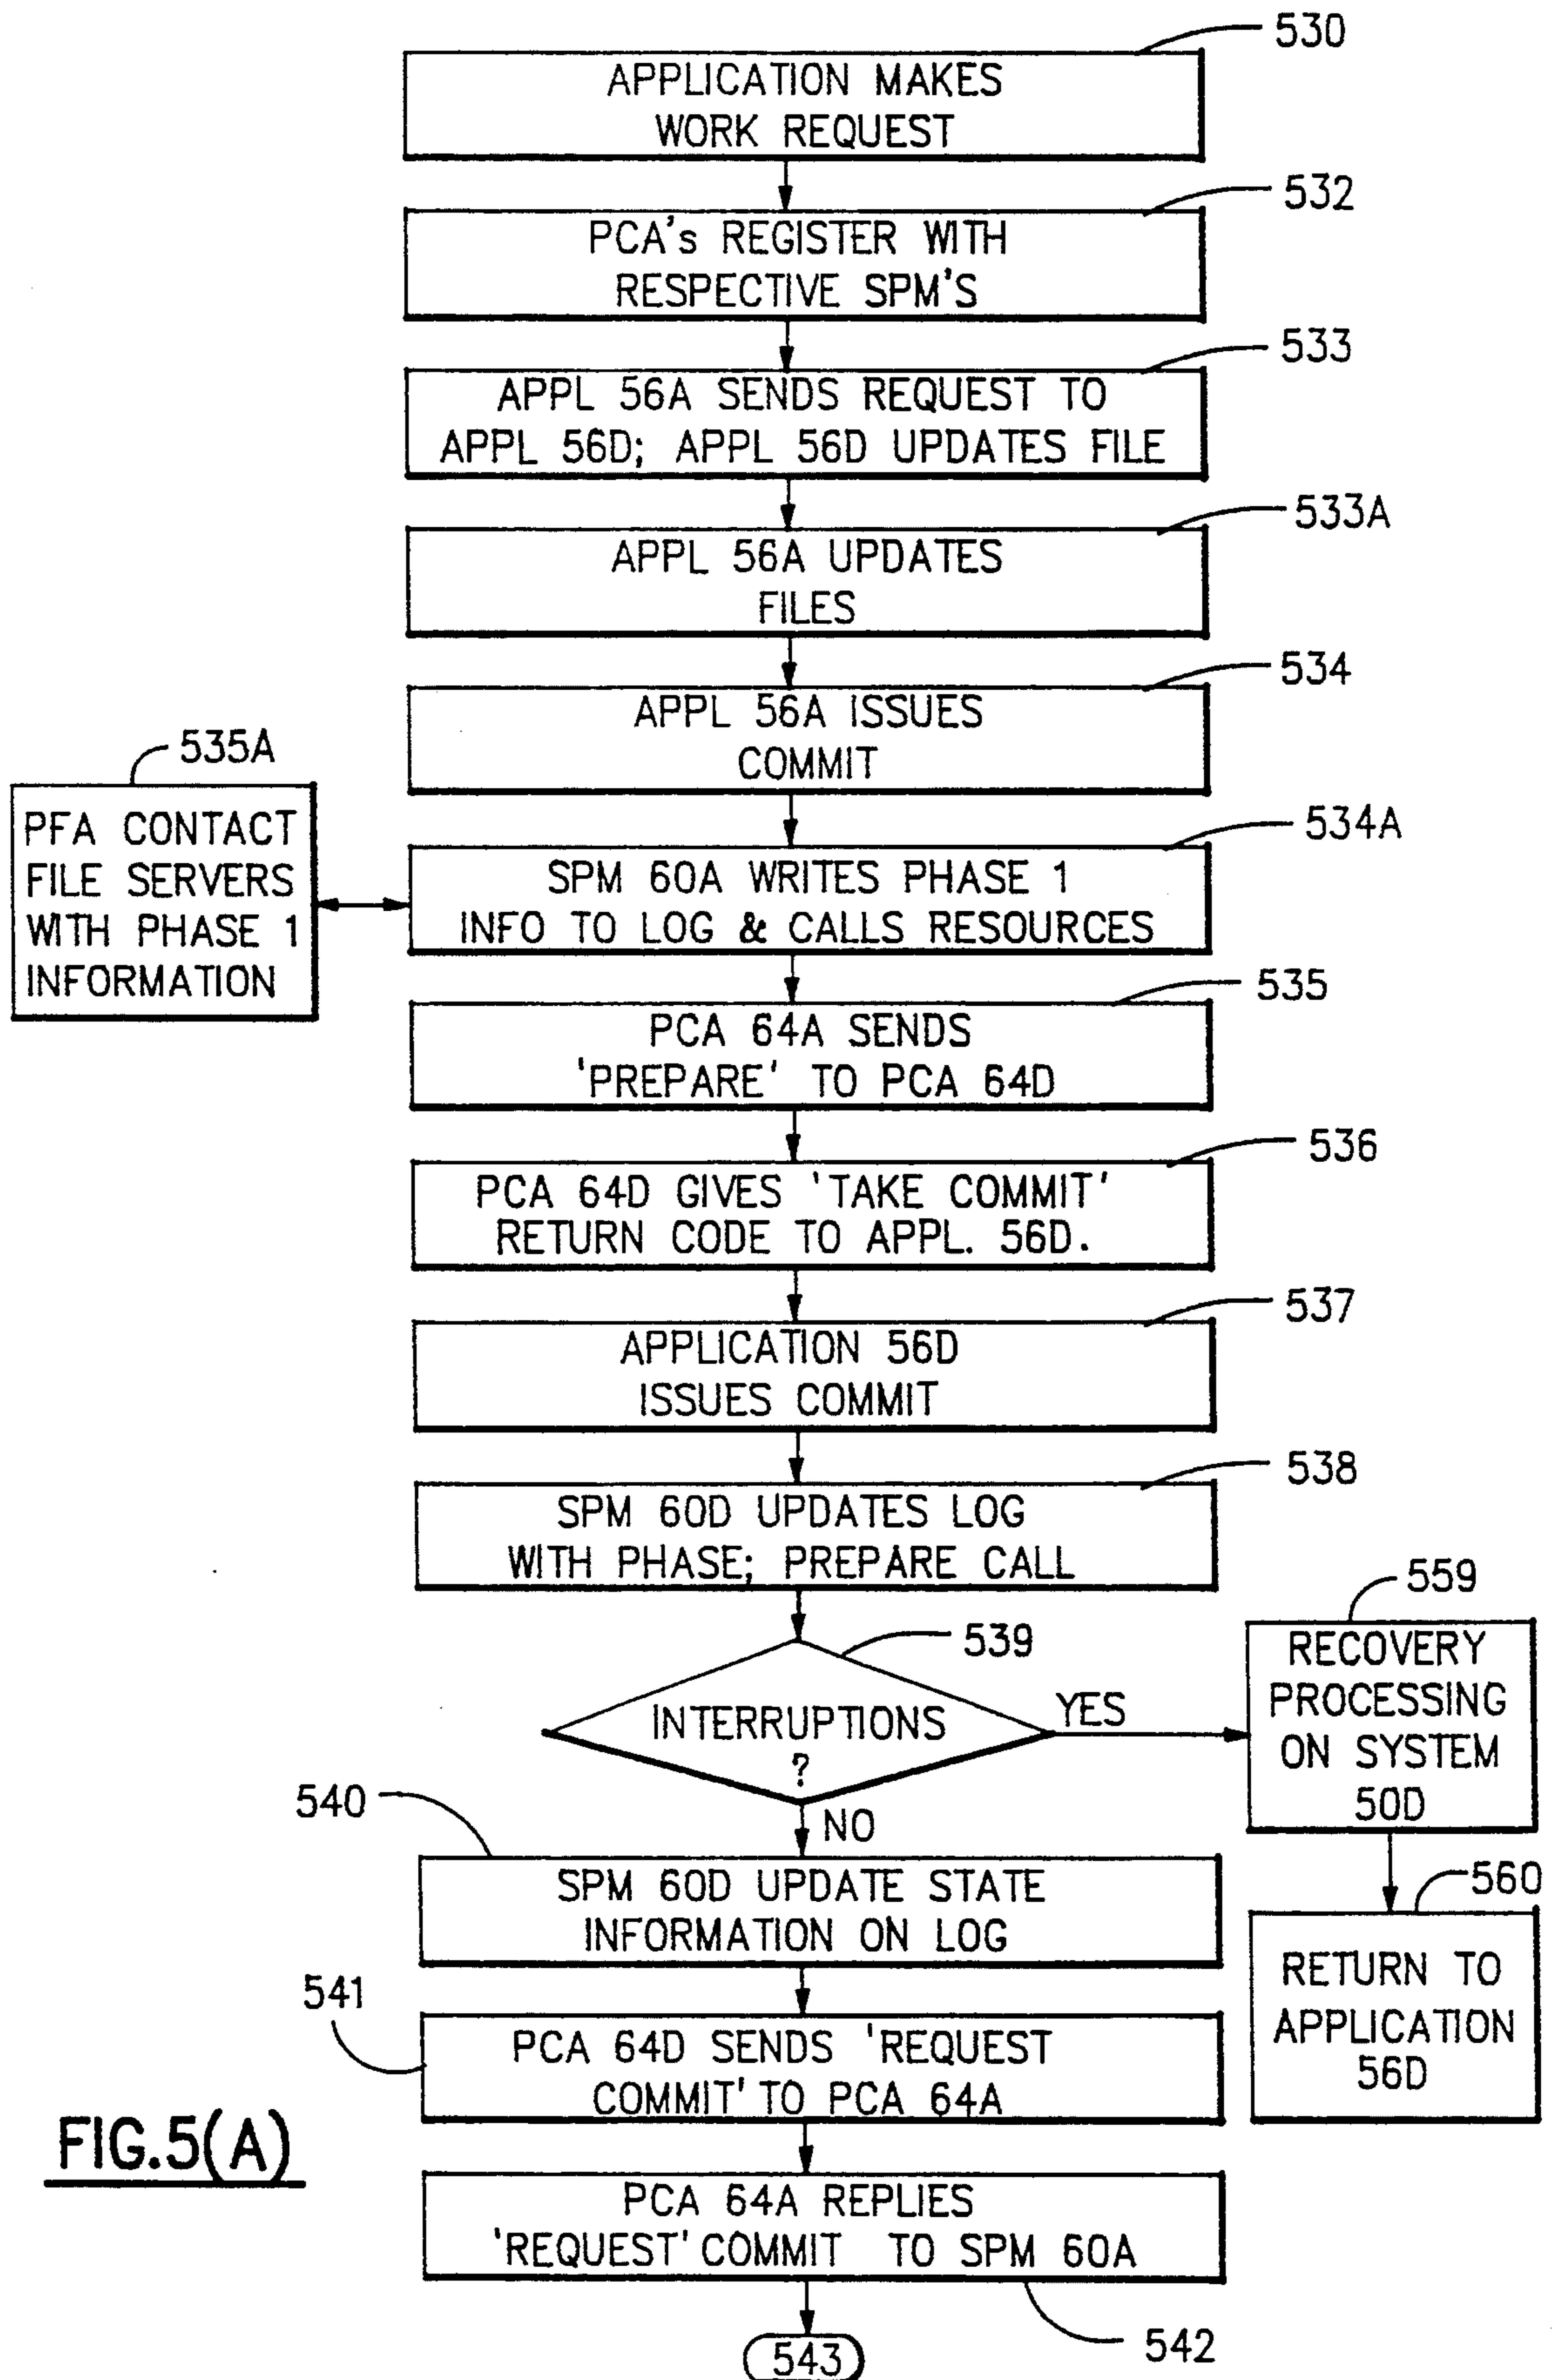 530
APPLICATION MAKES
WORK REQUEST
532
PCA's REGISTER WITH
RESPECTIVE SPM'S
533
APPL 56A SENDS REQUEST TO
APPL 56D; APPL 56D UPDATES FILE
533A
APPL 56A UPDATES
FILES
534
APPL 56A ISSUES
COMMIT
535A
PFA CONTACT
FILE SERVERS
WITH PHASE 1
INFORMATION
534A
SPM 60A WRITES PHASE 1
INFO TO LOG & CALLS RESOURCES
535
PCA 64A SENDS
'PREPARE' TO PCA 64D
536
PCA 64D GIVES 'TAKE COMMIT'
RETURN CODE TO APPL. 56D.
537
APPLICATION 56D
ISSUES COMMIT
538
SPM 60D UPDATES LOG
WITH PHASE; PREPARE CALL
539
INTERRUPTIONS
?
YES
NO
559
RECOVERY
PROCESSING
ON SYSTEM
50D
560
RETURN TO
APPLICATION
56D
540
SPM 60D UPDATE STATE
INFORMATION ON LOG
541
PCA 64D SENDS 'REQUEST
COMMIT' TO PCA 64A
PCA 64A REPLIES
'REQUEST' COMMIT TO SPM 60A
542
543
FIG.5(A)